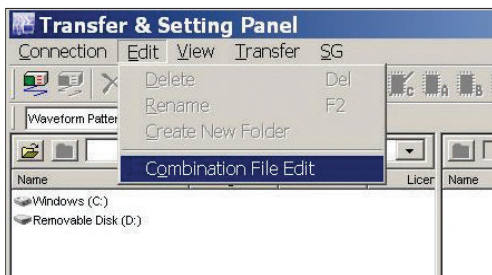 Transfer & Setting Panel
Connection Edit View Transfer SG
Delete Del
Rename F2
Create New Folder
Combination File Edit
C A B
Waveform Patter
Name Licer Name
Windows (C:)
Removable Disk (D:)